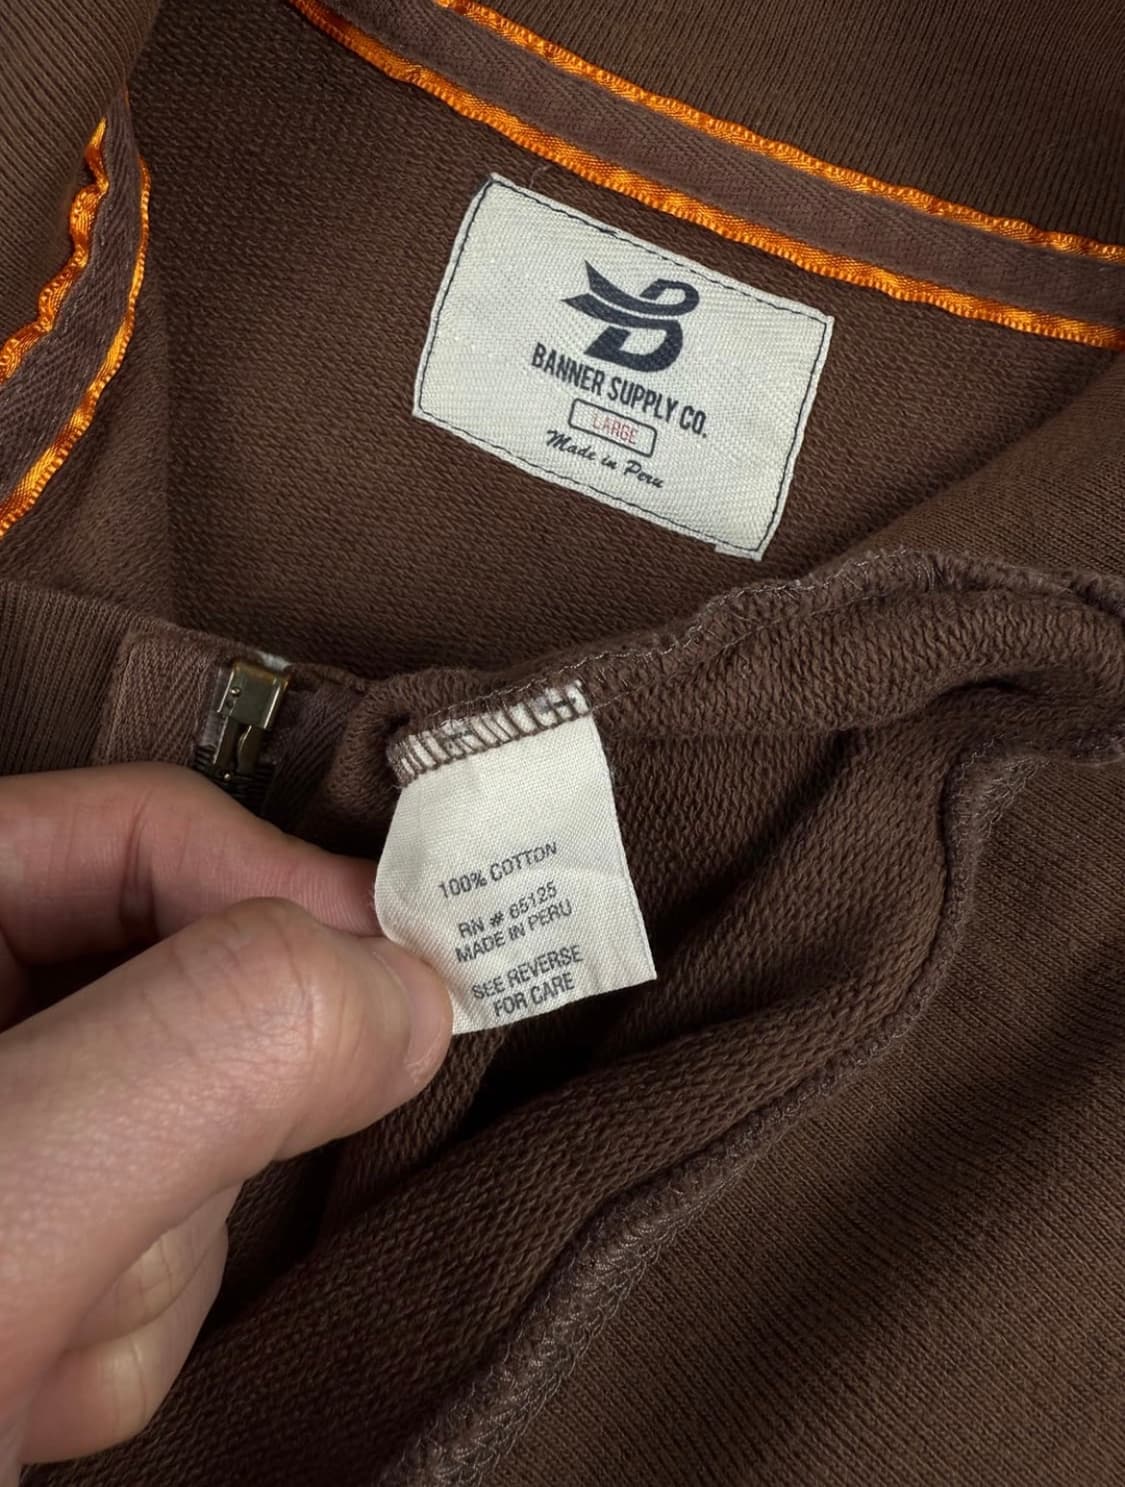 BANNER SUPPLY CO.
LARGE
Made in Peru
100% COTTON
RN # 65125
MADE IN PERU
SEE REVERSE
FOR CARE